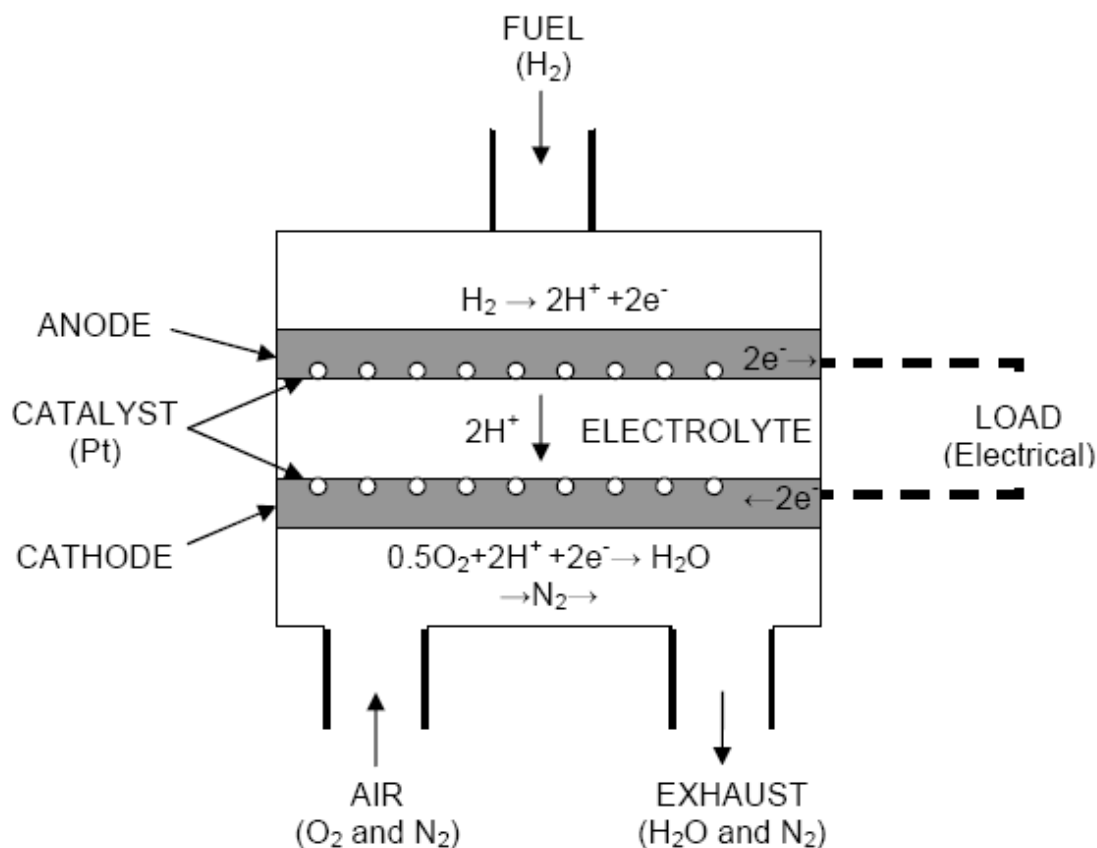 FUEL
(H₂)
H₂ → 2H⁺ +2e⁻
ANODE
2e⁻→
CATALYST
(Pt)
2H⁺
ELECTROLYTE
LOAD
(Electrical)
←2e⁻
CATHODE
0.5O₂+2H⁺ +2e⁻→ H₂O
→N₂→
AIR
(O₂ and N₂)
EXHAUST
(H₂O and N₂)